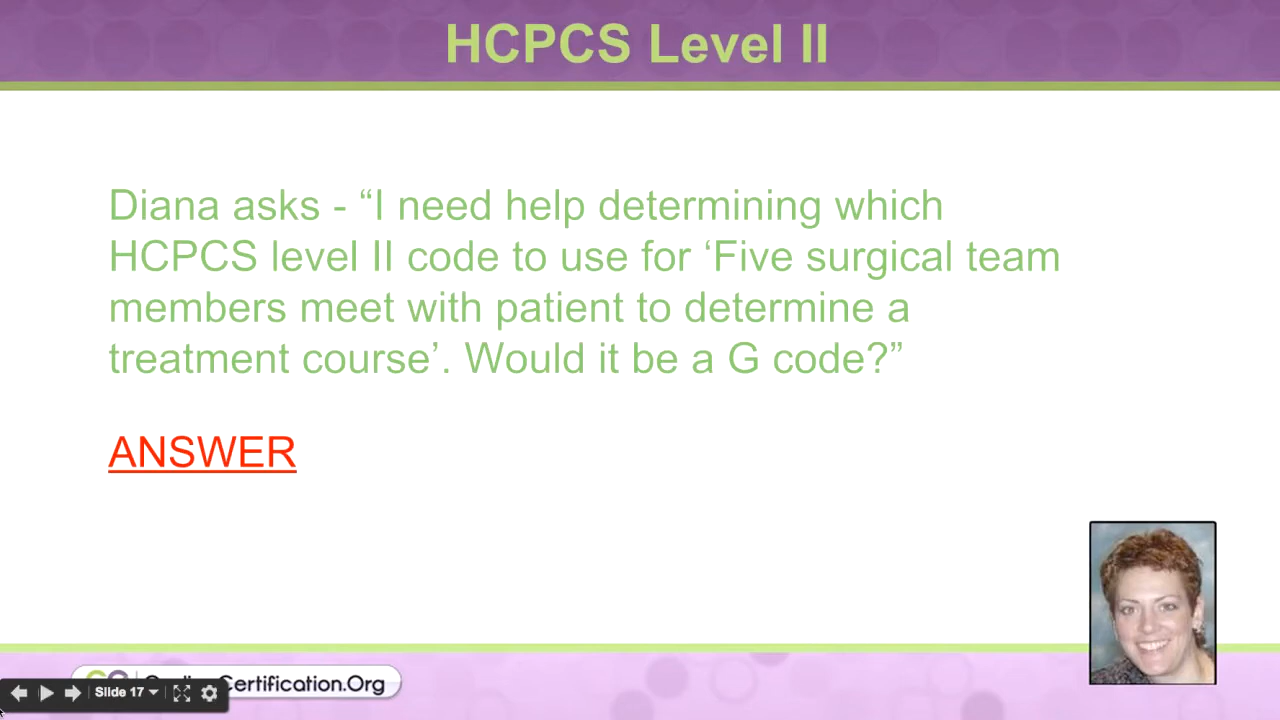 HCPCS Level II
Diana asks - “I need help determining which
HCPCS level II code to use for ‘Five surgical team
members meet with patient to determine a
treatment course’. Would it be a G code?”
ANSWER
Certification.Org
Slide 17